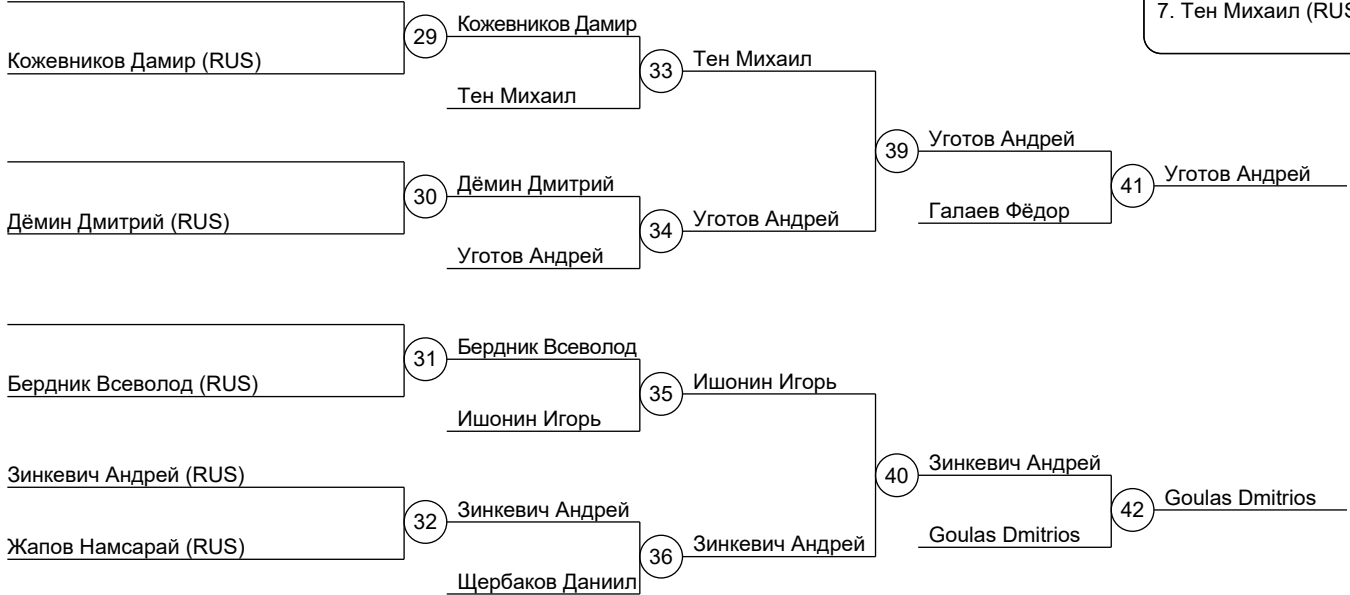 7. Тен Михаил (RUS
29 Кожевников Дамир
Кожевников Дамир (RUS)
33 Тен Михаил
Тен Михаил
39 Уготов Андрей
41 Уготов Андрей
30 Дёмин Дмитрий
Дёмин Дмитрий (RUS)
34 Уготов Андрей
Галаев Фёдор
Уготов Андрей
31 Бердник Всеволод
Бердник Всеволод (RUS)
35 Ишонин Игорь
Ишонин Игорь
Зинкевич Андрей (RUS)
40 Зинкевич Андрей
42 Goulas Dmitrios
32 Зинкевич Андрей
Goulas Dmitrios
Жапов Намсарай (RUS)
36 Зинкевич Андрей
Щербаков Даниил